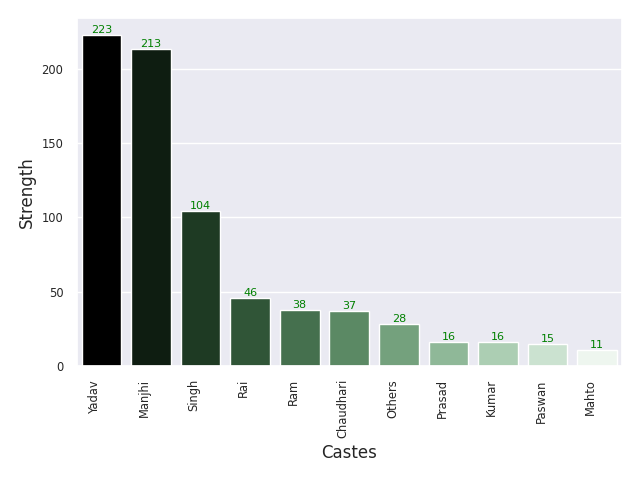 Strength
200
150
100
50
0
223
213
104
46
38
37
28
16
16
15
11
Yadav
Manjhi
Singh
Rai
Ram
Chaudhari
Others
Prasad
Kumar
Paswan
Mahto
Castes